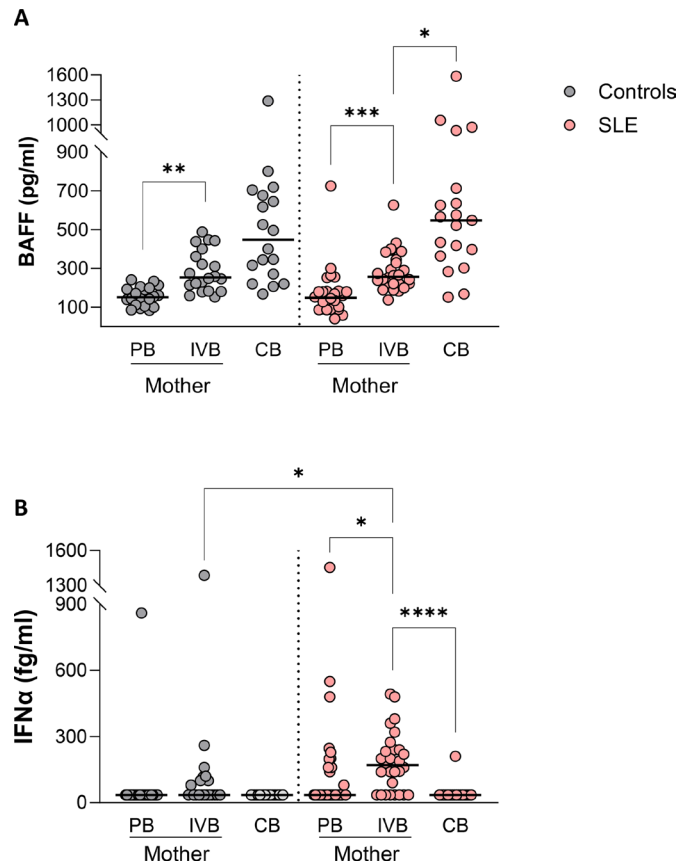 A
*
1600
1300
1000
900
700
500
300
100
BAFF (pg/ml)
**
***
Controls
SLE
PB IVB CB PB IVB CB
Mother Mother
B
*
*
****
1600
1300
900
600
300
0
IFNα (fg/ml)
PB IVB CB PB IVB CB
Mother Mother